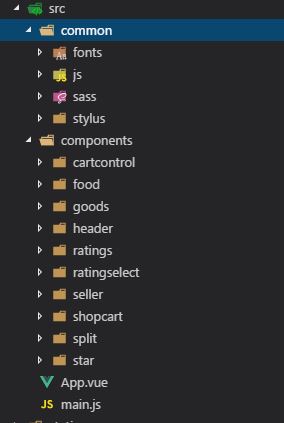 src
common
fonts
js
sass
stylus
components
cartcontrol
food
goods
header
ratings
ratingselect
seller
shopcart
split
star
App.vue
JS main.js